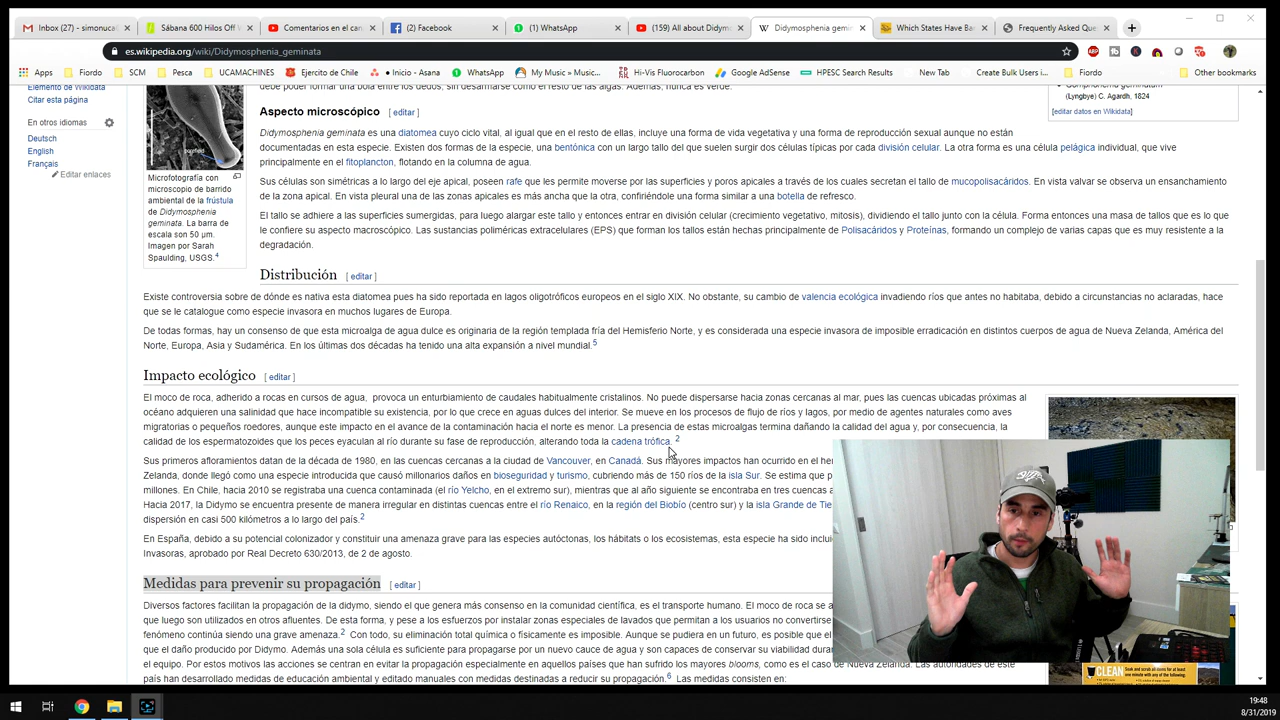 Inbox (27) - simonuca
Sábana 600 Hilos Off W
Comentarios en el can
(2) Facebook
(1) WhatsApp
(159) All about Didym
Didymosphenia gemin
Which States Have Ba
Frequently Asked Que
es.wikipedia.org/wiki/Didymosphenia_geminata
Apps
Fiordo
SCM
Pesca
UCAMACHINES
Ejercito de Chile
Inicio - Asana
WhatsApp
My Music » Music...
Hi-Vis Fluorocarbon
Google AdSense
HPESC Search Results
New Tab
Create Bulk Users i...
Fiordo
Other bookmarks
Elemento de Wikidata
Citar esta página
En otros idiomas
Deutsch
English
Français
Editar enlaces
Microfotografía con
microscopio de barrido
ambiental de la frústula
de Didymosphenia
geminata. La barra de
escala son 50 μm.
Imagen por Sarah
Spaulding, USGS.4
debe poder formar una bola entre los dedos, sin desarmarse como el resto de las algas. Además, nunca es verde.
(Lyngbye) C. Agardh, 1824
[editar datos en Wikidata]
Aspecto microscópico [ editar ]
Didymosphenia geminata es una diatomea cuyo ciclo vital, al igual que en el resto de ellas, incluye una forma de vida vegetativa y una forma de reproducción sexual aunque no están
documentadas en esta especie. Existen dos formas de la especie, una bentónica con un largo tallo del que suelen surgir dos células típicas por cada división celular. La otra forma es una célula pelágica individual, que vive
principalmente en el fitoplancton, flotando en la columna de agua.
Sus células son simétricas a lo largo del eje apical, poseen rafe que les permite moverse por las superficies y poros apicales a través de los cuales secretan el tallo de mucopolisacáridos. En vista valvar se observa un ensanchamiento
de la zona apical. En vista pleural una de las zonas apicales es más ancha que la otra, confiriéndole una forma similar a una botella de refresco.
El tallo se adhiere a las superficies sumergidas, para luego alargar este tallo y entonces entrar en división celular (crecimiento vegetativo, mitosis), dividiendo el tallo junto con la célula. Forma entonces una masa de tallos que es lo que
le confiere su aspecto macroscópico. Las sustancias poliméricas extracelulares (EPS) que forman los tallos están hechas principalmente de Polisacáridos y Proteínas, formando un complejo de varias capas que es muy resistente a la
degradación.
Distribución [ editar ]
Existe controversia sobre de dónde es nativa esta diatomea pues ha sido reportada en lagos oligotróficos europeos en el siglo XIX. No obstante, su cambio de valencia ecológica invadiendo ríos que antes no habitaba, debido a circunstancias no aclaradas, hace
que se le catalogue como especie invasora en muchos lugares de Europa.
De todas formas, hay un consenso de que esta microalga de agua dulce es originaria de la región templada fría del Hemisferio Norte, y es considerada una especie invasora de imposible erradicación en distintos cuerpos de agua de Nueva Zelanda, América del
Norte, Europa, Asia y Sudamérica. En los últimas dos décadas ha tenido una alta expansión a nivel mundial.5
Impacto ecológico [ editar ]
El moco de roca, adherido a rocas en cursos de agua, provoca un enturbiamiento de caudales habitualmente cristalinos. No puede dispersarse hacia zonas cercanas al mar, pues las cuencas ubicadas próximas al
océano adquieren una salinidad que hace incompatible su existencia, por lo que crece en aguas dulces del interior. Se mueve en los procesos de flujo de ríos y lagos, por medio de agentes naturales como aves
migratorias o pequeños roedores, aunque este impacto en el avance de la contaminación hacia el norte es menor. La presencia de estas microalgas termina dañando la calidad del agua y, por consecuencia, la
calidad de los espermatozoides que los peces eyaculan al río durante su fase de reproducción, alterando toda la cadena trófica. 2
Sus primeros afloramientos datan de la década de 1980, en las cuencas cercanas a la ciudad de Vancouver, en Canadá. Sus mayores impactos han ocurrido en el hem
Zelanda, donde llegó como una especie introducida que causó millonarios daños en bioseguridad y turismo, cubriendo más de 150 ríos de la isla Sur. Se estima que p
millones. En Chile, hacia 2010 se registraba una cuenca contaminada (el río Yelcho, en el extremo sur), mientras que al año siguiente se encontraba en tres cuencas a
Hacia 2017, la Didymo se encuentra presente de manera irregular en distintas cuencas entre el río Renaico, en la región del Biobío (centro sur) y la isla Grande de Tie
dispersión en casi 500 kilómetros a lo largo del país.2
En España, debido a su potencial colonizador y constituir una amenaza grave para las especies autóctonas, los hábitats o los ecosistemas, esta especie ha sido inclui
Invasoras, aprobado por Real Decreto 630/2013, de 2 de agosto.
Medidas para prevenir su propagación [ editar ]
Diversos factores facilitan la propagación de la didymo, siendo el que genera más consenso en la comunidad científica, es el transporte humano. El moco de roca se a
que luego son utilizados en otros afluentes. De esta forma, y pese a los esfuerzos por instalar zonas especiales de lavados que permitan a los usuarios no convertirse
fenómeno continúa siendo una grave amenaza.2 Con todo, su eliminación total química o físicamente es imposible. Aunque se pudiera en un futuro, es posible que el
que el daño producido por Didymo. Además una sola célula es suficiente para propagarse por un nuevo cauce de agua y son capaces de conservar su viabilidad duran
el equipo. Por estos motivos las acciones se centran en evitar la propagación especialmente en aquellos países que han sufrido los mayores blooms, como es el caso de Nueva Zelanda. Las autoridades de este
país han desarrollado medidas de educación ambiental y editado manuales con medidas destinadas a reducir su propagación.6 Las medidas consisten en:
CLEAN
19:48
8/31/2019